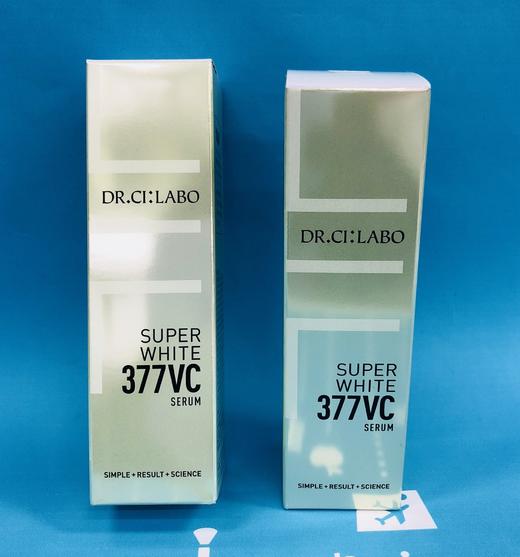 DR.CI:LABO
SUPER
WHITE
377VC
SERUM
SIMPLE + RESULT + SCIENCE
DR.CI:LABO
SUPER
WHITE
377VC
SERUM
SIMPLE + RESULT + SCIENCE